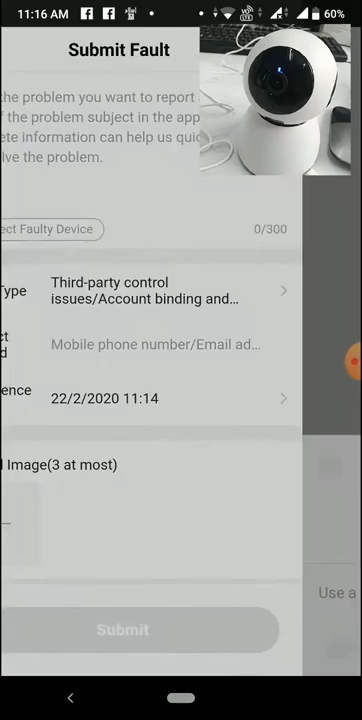 11:16 AM
60%
Submit Fault
the problem you want to report
f the problem subject in the app
ete information can help us quic
lve the problem.
ect Faulty Device
0/300
Type
Third-party control
issues/Account binding and…
ct
d
Mobile phone number/Email ad…
ence
22/2/2020 11:14
d Image(3 at most)
Submit
Use a